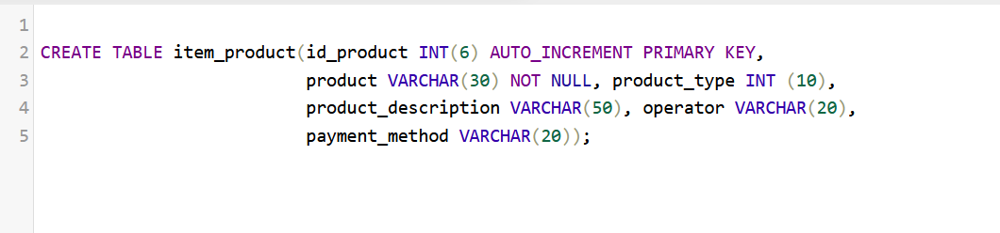 1
2 CREATE TABLE item_product(id_product INT(6) AUTO_INCREMENT PRIMARY KEY,
3 product VARCHAR(30) NOT NULL, product_type INT (10),
4 product_description VARCHAR(50), operator VARCHAR(20),
5 payment_method VARCHAR(20));